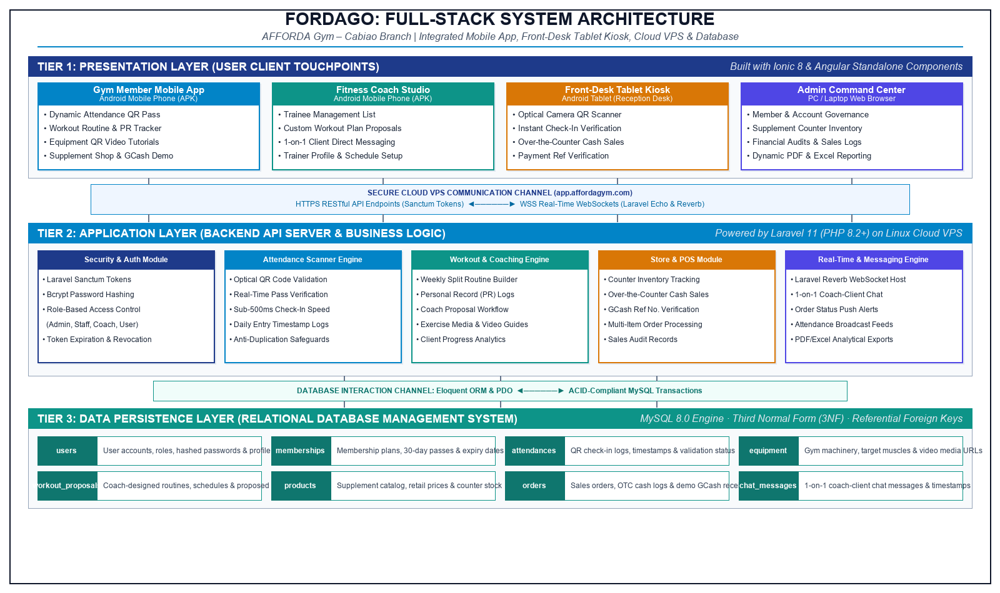 FORDAGO: FULL-STACK SYSTEM ARCHITECTURE
AFFORDA Gym – Cabiao Branch | Integrated Mobile App, Front-Desk Tablet Kiosk, Cloud VPS & Database
TIER 1: PRESENTATION LAYER (USER CLIENT TOUCHPOINTS)
Built with Ionic 8 & Angular Standalone Components
Gym Member Mobile App
Android Mobile Phone (APK)
• Dynamic Attendance QR Pass
• Workout Routine & PR Tracker
• Equipment QR Video Tutorials
• Supplement Shop & GCash Demo
Fitness Coach Studio
Android Mobile Phone (APK)
• Trainee Management List
• Custom Workout Plan Proposals
• 1-on-1 Client Direct Messaging
• Trainer Profile & Schedule Setup
Front-Desk Tablet Kiosk
Android Tablet (Reception Desk)
• Optical Camera QR Scanner
• Instant Check-In Verification
• Over-the-Counter Cash Sales
• Payment Ref Verification
Admin Command Center
PC / Laptop Web Browser
• Member & Account Governance
• Supplement Counter Inventory
• Financial Audits & Sales Logs
• Dynamic PDF & Excel Reporting
SECURE CLOUD VPS COMMUNICATION CHANNEL (app.affordagym.com)
HTTPS RESTful API Endpoints (Sanctum Tokens) ◄──────► WSS Real-Time WebSockets (Laravel Echo & Reverb)
TIER 2: APPLICATION LAYER (BACKEND API SERVER & BUSINESS LOGIC)
Powered by Laravel 11 (PHP 8.2+) on Linux Cloud VPS
Security & Auth Module
• Laravel Sanctum Tokens
• Bcrypt Password Hashing
• Role-Based Access Control
(Admin, Staff, Coach, User)
• Token Expiration & Revocation
Attendance Scanner Engine
• Optical QR Code Validation
• Real-Time Pass Verification
• Sub-500ms Check-In Speed
• Daily Entry Timestamp Logs
• Anti-Duplication Safeguards
Workout & Coaching Engine
• Weekly Split Routine Builder
• Personal Record (PR) Logs
• Coach Proposal Workflow
• Exercise Media & Video Guides
• Client Progress Analytics
Store & POS Module
• Counter Inventory Tracking
• Over-the-Counter Cash Sales
• GCash Ref No. Verification
• Multi-Item Order Processing
• Sales Audit Records
Real-Time & Messaging Engine
• Laravel Reverb WebSocket Host
• 1-on-1 Coach-Client Chat
• Order Status Push Alerts
• Attendance Broadcast Feeds
• PDF/Excel Analytical Exports
DATABASE INTERACTION CHANNEL: Eloquent ORM & PDO ◄──────► ACID-Compliant MySQL Transactions
TIER 3: DATA PERSISTENCE LAYER (RELATIONAL DATABASE MANAGEMENT SYSTEM)
MySQL 8.0 Engine · Third Normal Form (3NF) · Referential Foreign Keys
users
User accounts, roles, hashed passwords & profile
memberships
Membership plans, 30-day passes & expiry dates
attendances
QR check-in logs, timestamps & validation status
equipment
Gym machinery, target muscles & video media URLs
orkout_proposal
Coach-designed routines, schedules & proposed
products
Supplement catalog, retail prices & counter stock
orders
Sales orders, OTC cash logs & demo GCash rece
chat_messages
1-on-1 coach-client chat messages & timestamps